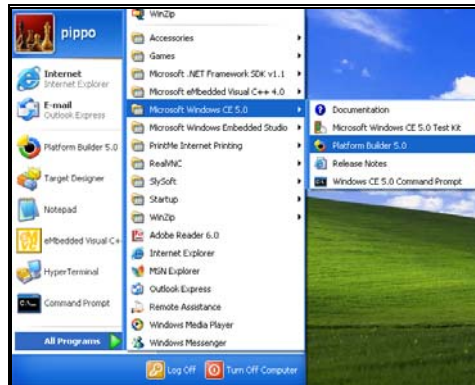 pippo
Internet
Internet Explorer
E-mail
Outlook Express
Platform Builder 5.0
Target Designer
Notepad
eMbedded Visual C+
HyperTerminal
Command Prompt
All Programs
WinZip
Accessories
Games
Microsoft .NET Framework SDK v1.1
Microsoft eMbedded Visual C++ 4.0
Microsoft Windows CE 5.0
Microsoft Windows Embedded Studio
PrintMe Internet Printing
RealVNC
SlySoft
Startup
WinZip
Adobe Reader 6.0
Internet Explorer
MSN Explorer
Outlook Express
Remote Assistance
Windows Media Player
Windows Messenger
Documentation
Microsoft Windows CE 5.0 Test Kit
Platform Builder 5.0
Release Notes
Windows CE 5.0 Command Prompt
Log Off
Turn Off Computer